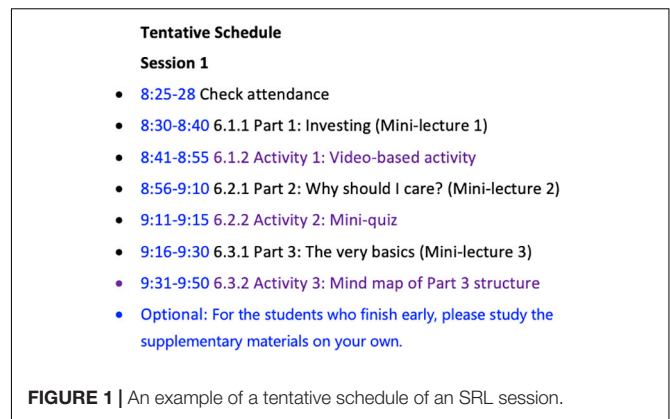 Tentative Schedule
Session 1
• 8:25-28 Check attendance
• 8:30-8:40 6.1.1 Part 1: Investing (Mini-lecture 1)
• 8:41-8:55 6.1.2 Activity 1: Video-based activity
• 8:56-9:10 6.2.1 Part 2: Why should I care? (Mini-lecture 2)
• 9:11-9:15 6.2.2 Activity 2: Mini-quiz
• 9:16-9:30 6.3.1 Part 3: The very basics (Mini-lecture 3)
• 9:31-9:50 6.3.2 Activity 3: Mind map of Part 3 structure
• Optional: For the students who finish early, please study the
supplementary materials on your own.
FIGURE 1 | An example of a tentative schedule of an SRL session.